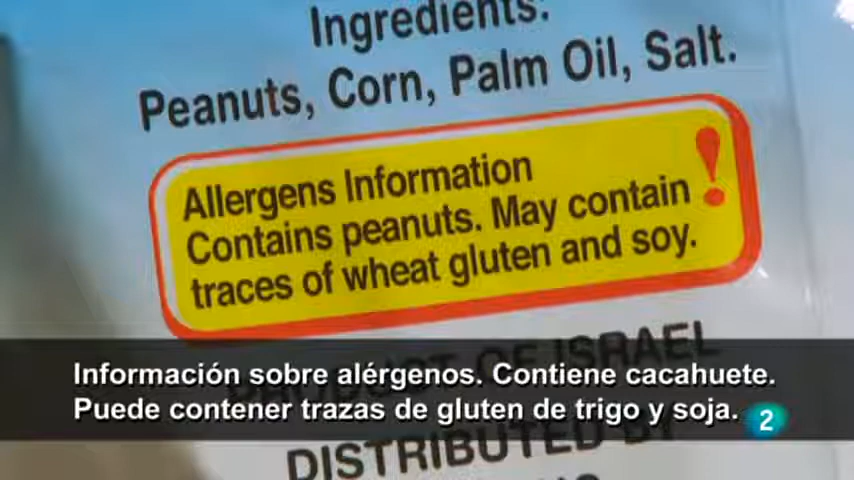 Ingredients:
Peanuts, Corn, Palm Oil, Salt.
Allergens Information
Contains peanuts. May contain !
traces of wheat gluten and soy.
PRODUCT OF ISRAEL
Información sobre alérgenos. Contiene cacahuete.
Puede contener trazas de gluten de trigo y soja.
2
DISTRIBUTED BY